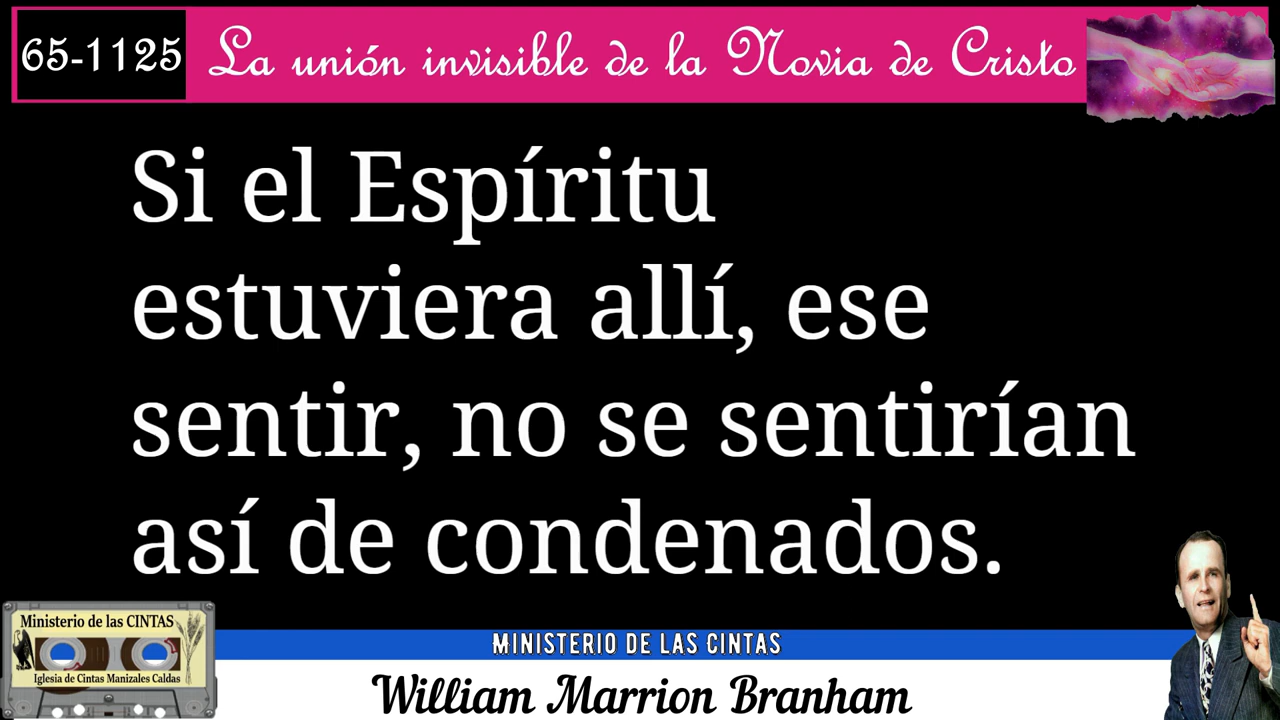 65-1125
La unión invisible de la Novia de Cristo
Si el Espíritu
estuviera allí, ese
sentir, no se sentirían
así de condenados.
Ministerio de las CINTAS
Iglesia de Cintas Manizales Caldas
MINISTERIO DE LAS CINTAS
William Marrion Branham